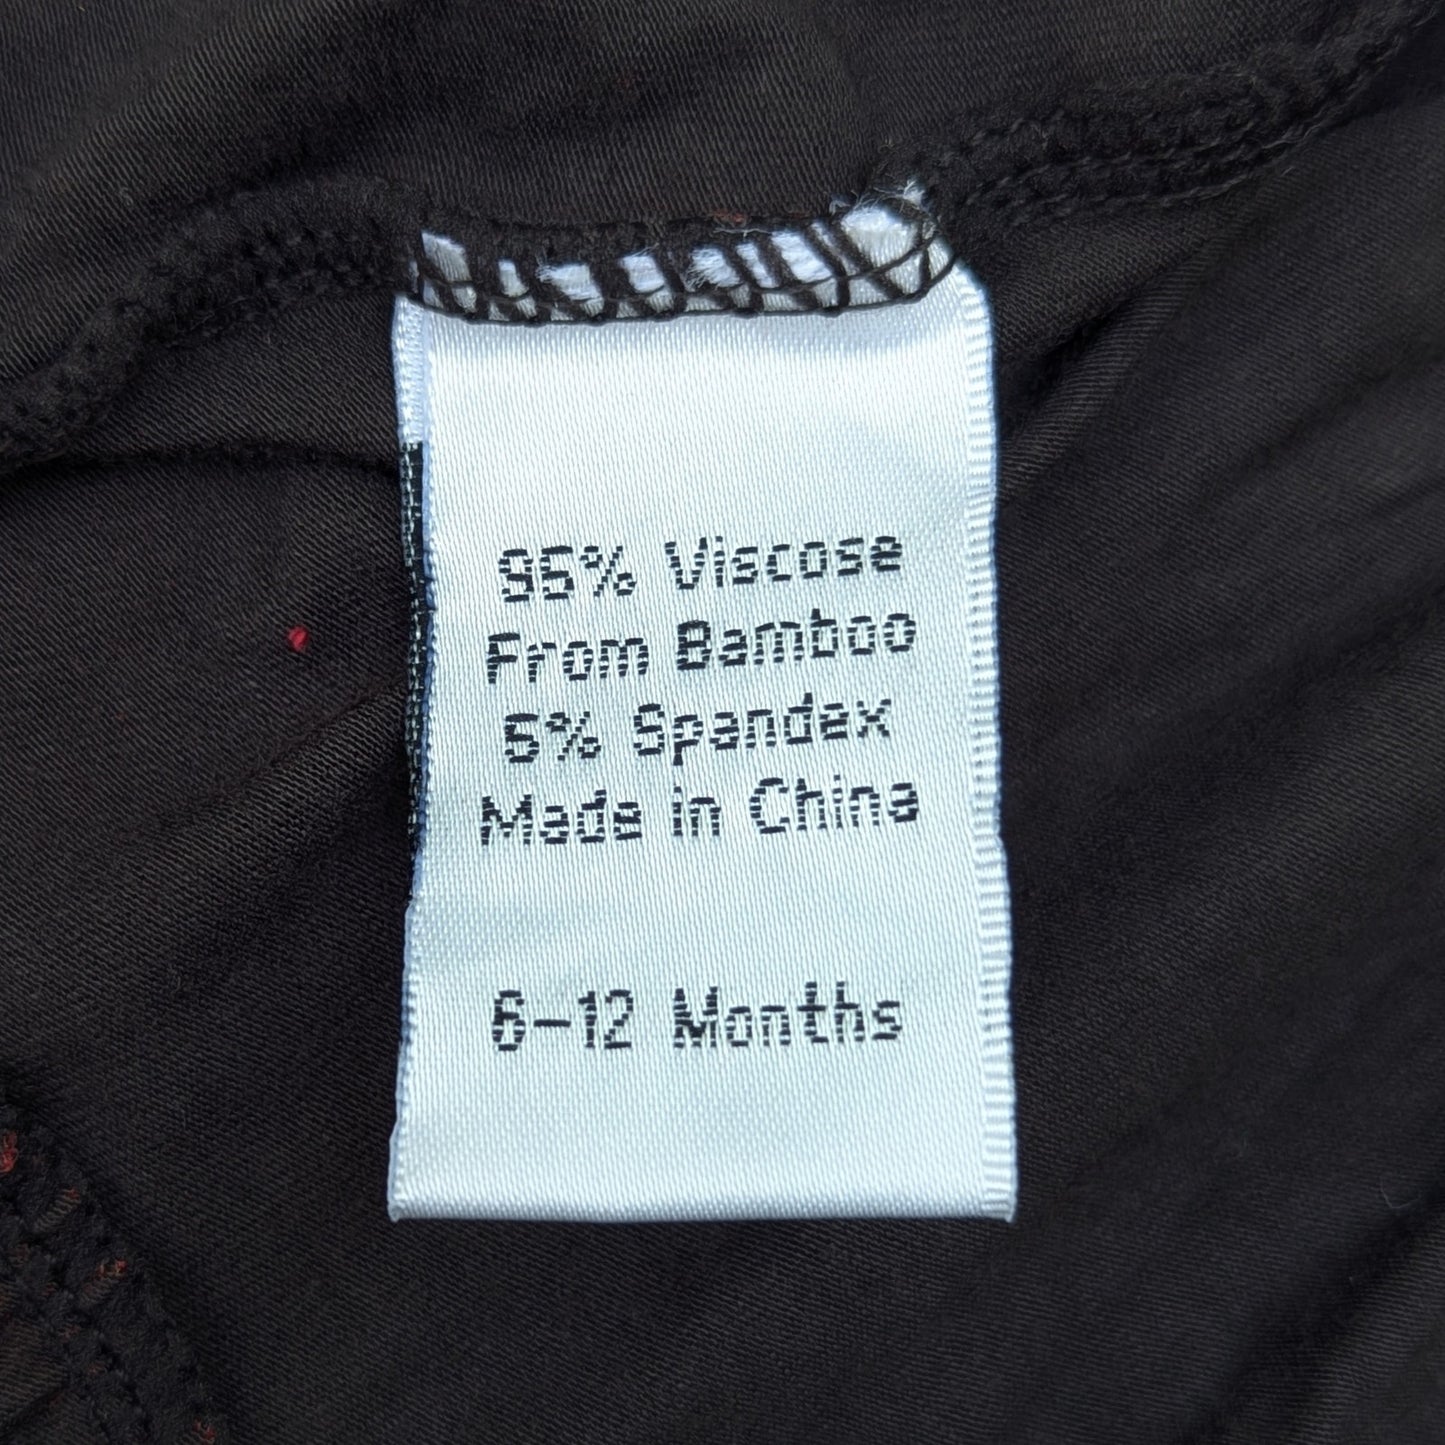 95% Viscose
From Bamboo
5% Spandex
Made in China
6-12 Months